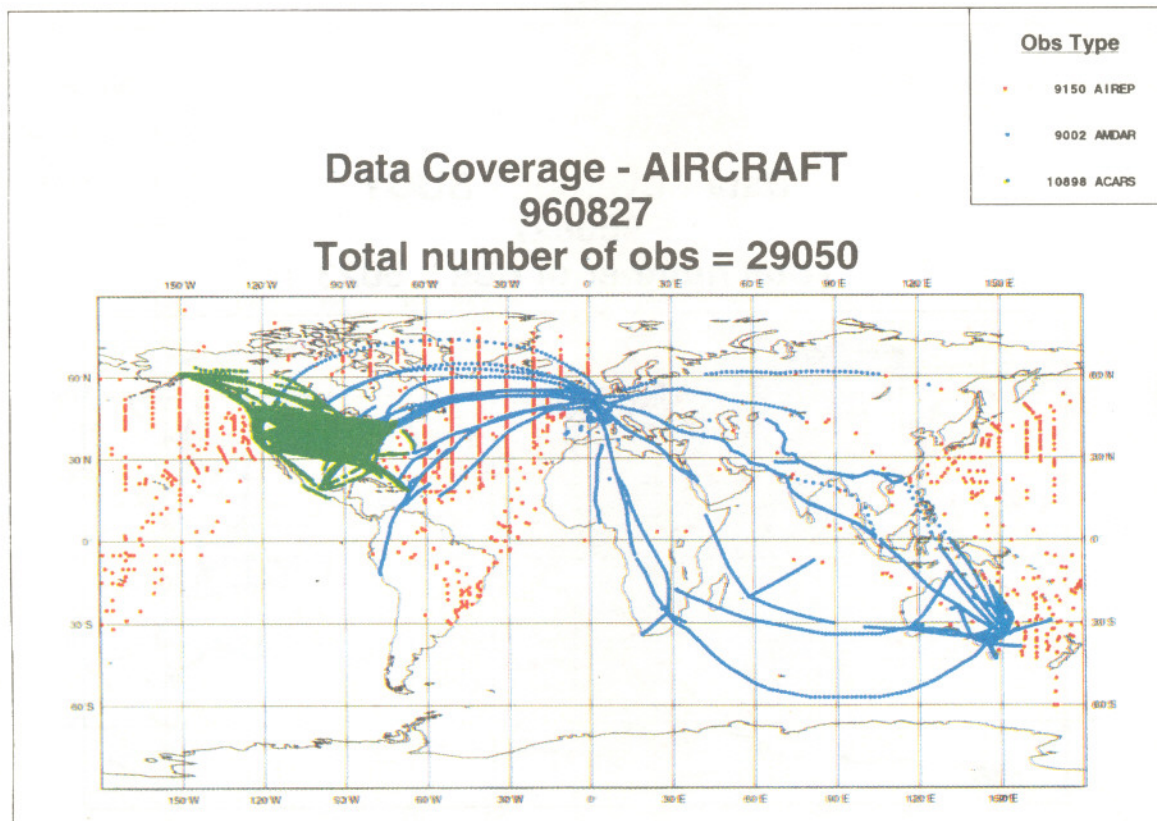 Obs Type
9150 AIREP
9002 AMDAR
10898 ACARS
Data Coverage - AIRCRAFT
960827
Total number of obs = 29050
150°W 120°W 90°W 60°W 30°W 0° 30°E 60°E 90°E 120°E 150°E
60°N 60°N
30°N 30°N
0° 0°
30°S 30°S
60°S 60°S
150°W 120°W 90°W 60°W 30°W 0° 30°E 60°E 90°E 120°E 150°E